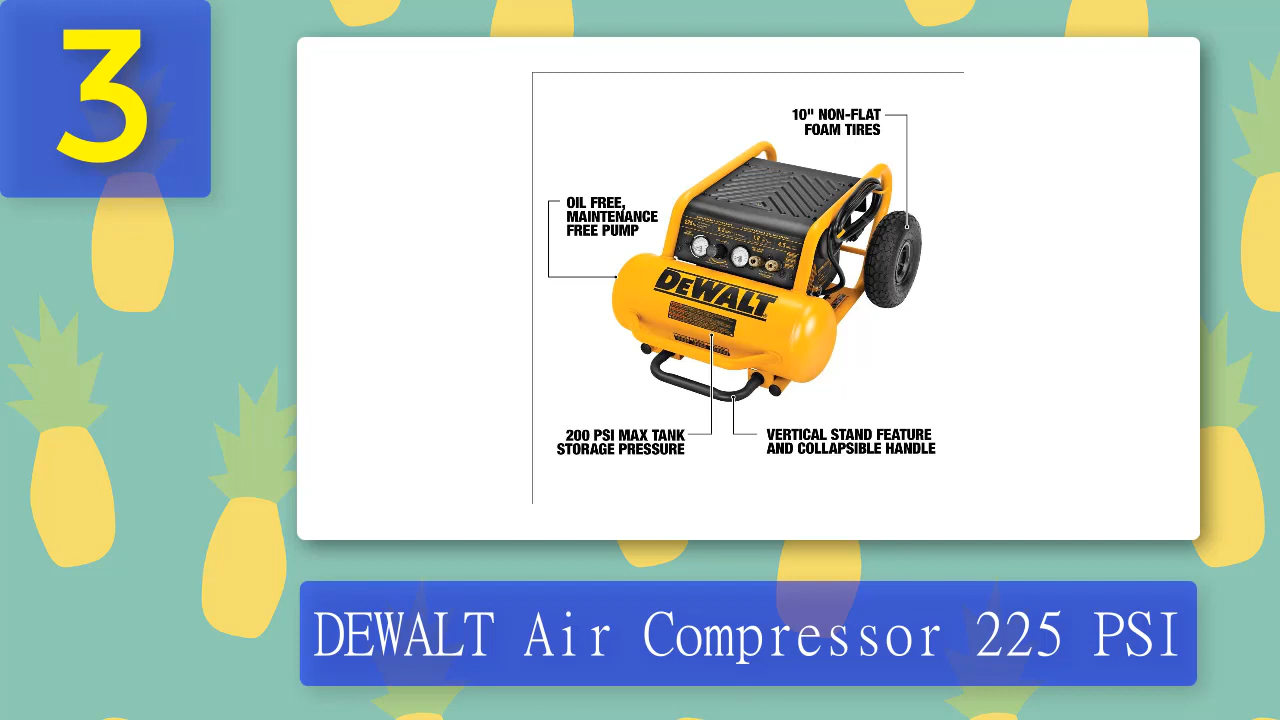 3
10" NON-FLAT
FOAM TIRES
OIL FREE,
MAINTENANCE
FREE PUMP
DEWALT
200 PSI MAX TANK
STORAGE PRESSURE
VERTICAL STAND FEATURE
AND COLLAPSIBLE HANDLE
DEWALT Air Compressor 225 PSI